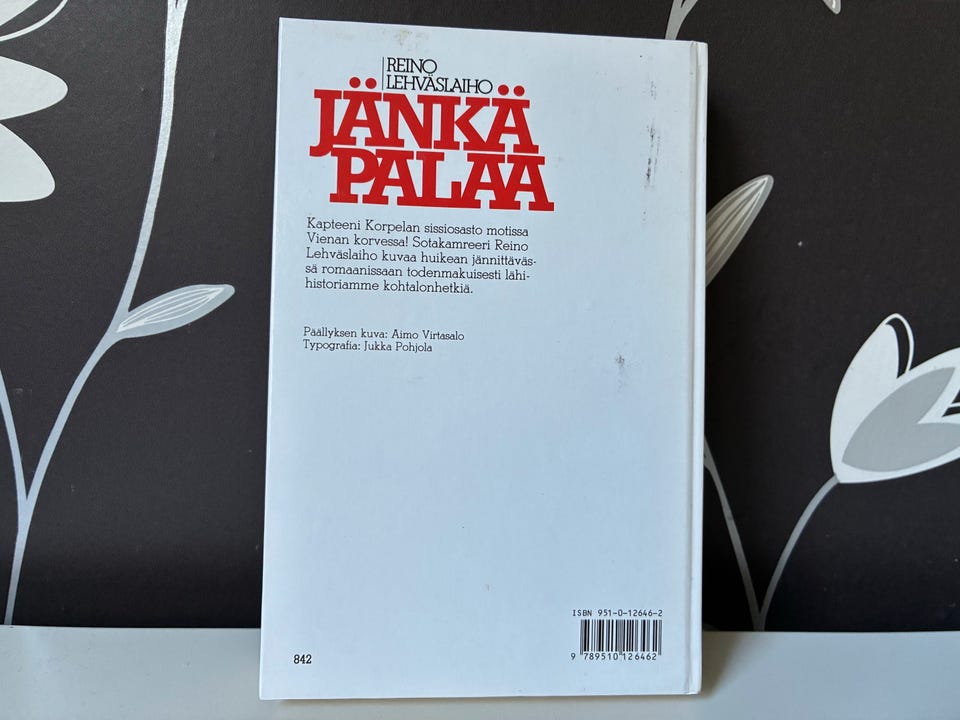 REINO
LEHVÄSLAIHO
JÄNKÄ
PALAA
Kapteeni Korpelan sissiosasto motissa
Vienan korvessa! Sotakamreeri Reino
Lehväslaiho kuvaa huikean jännittäväs-
sä romaanissaan todenmakuisesti lähi-
historiamme kohtalonhetkiä.
Päällyksen kuva: Aimo Virtasalo
Typografia: Jukka Pohjola
ISBN 951-0-12646-2
9 789510 126462
842